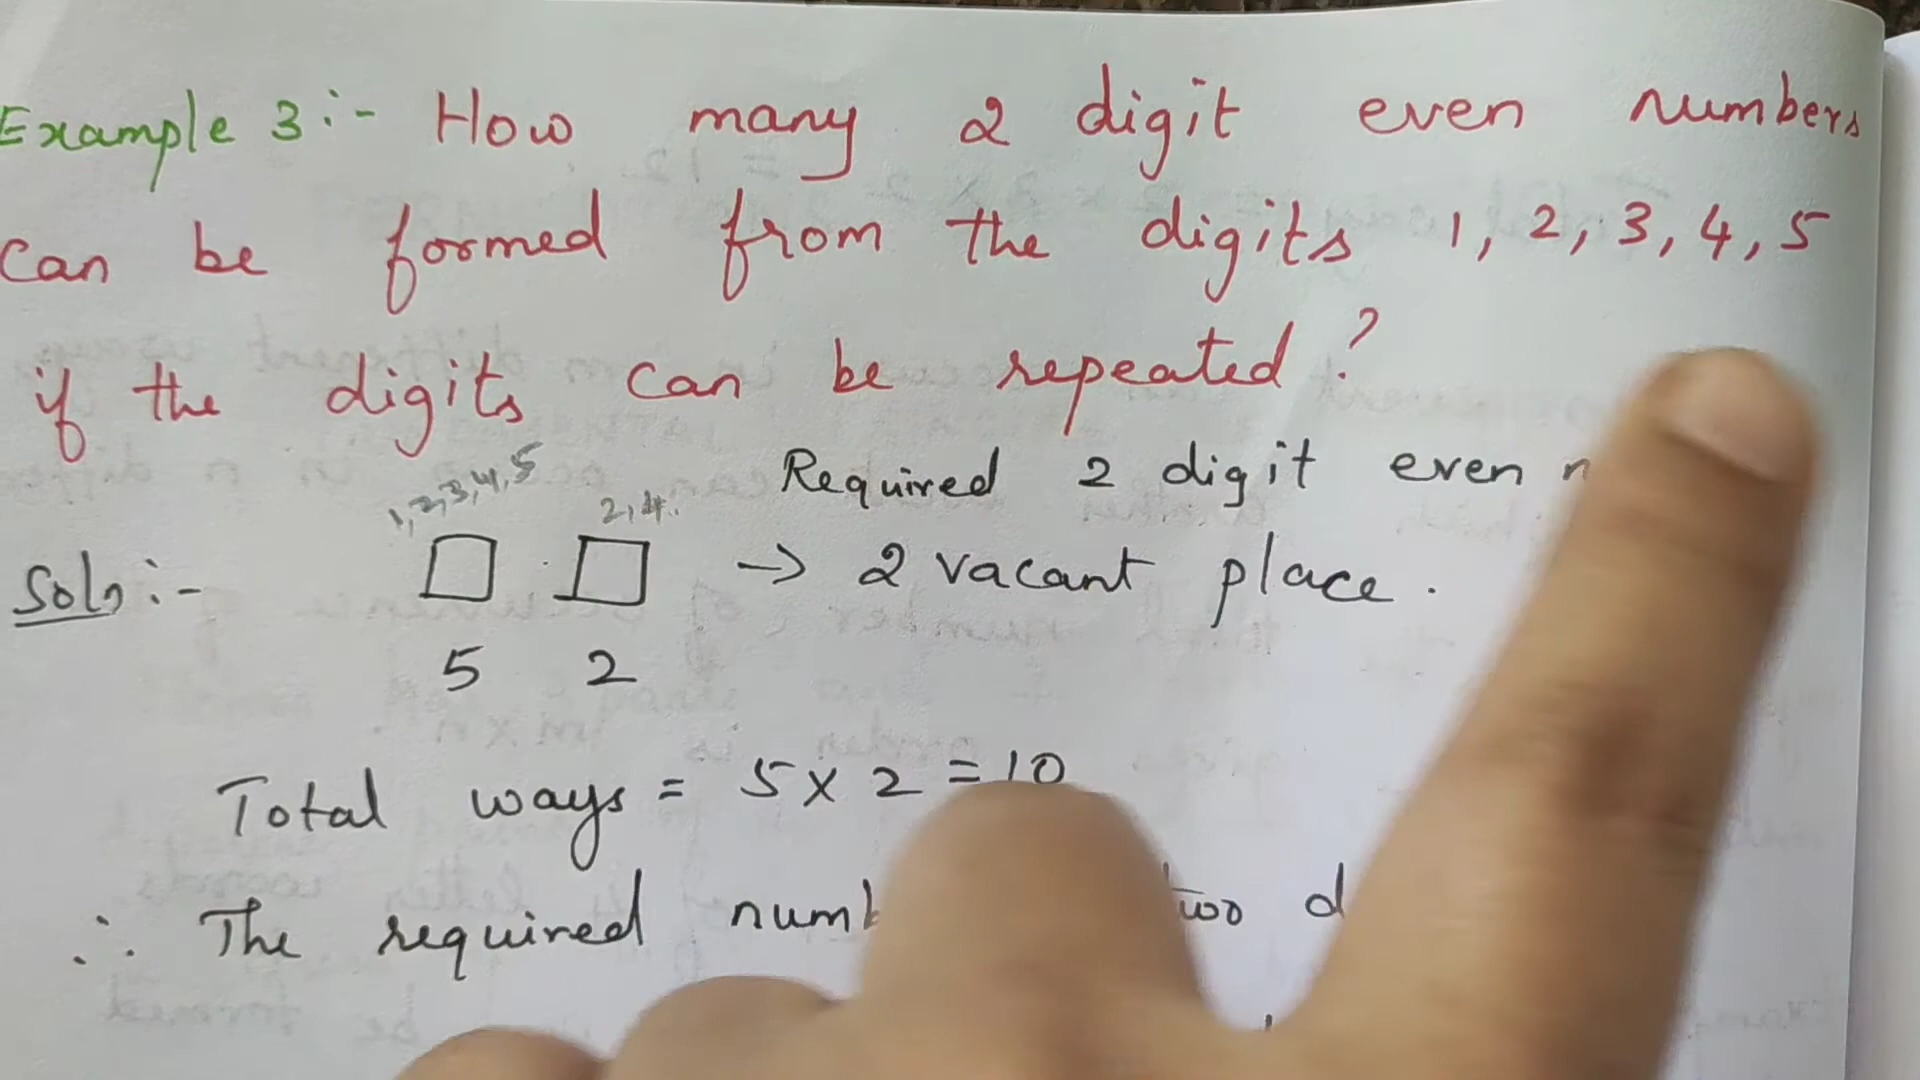 Example 3:- How many 2 digit even numbers
can be formed from the digits 1, 2, 3, 4, 5
if the digits can be repeated ?
1,2,3,4,5 2,4. Required 2 digit even
Soln:- → 2 vacant place.
5 2
Total ways = 5 x 2 = 10
∴ The required two